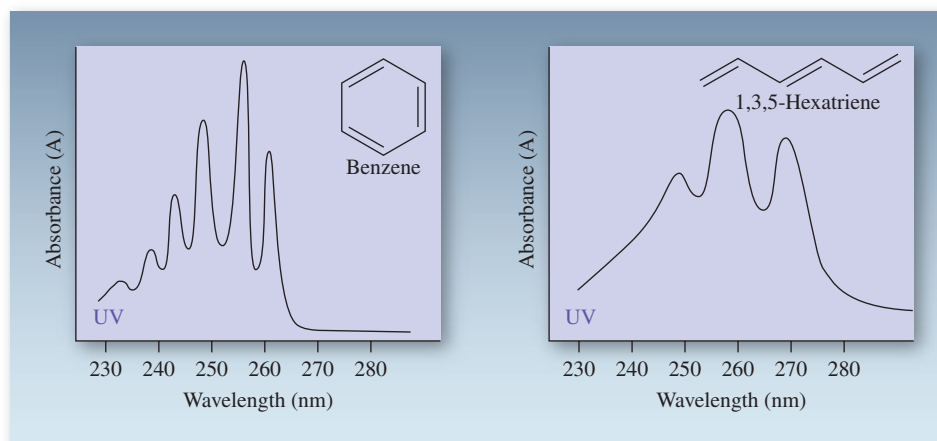 Absorbance (A)
Benzene
UV
230 240 250 260 270 280
Wavelength (nm)
Absorbance (A)
1,3,5-Hexatriene
UV
230 240 250 260 270 280
Wavelength (nm)